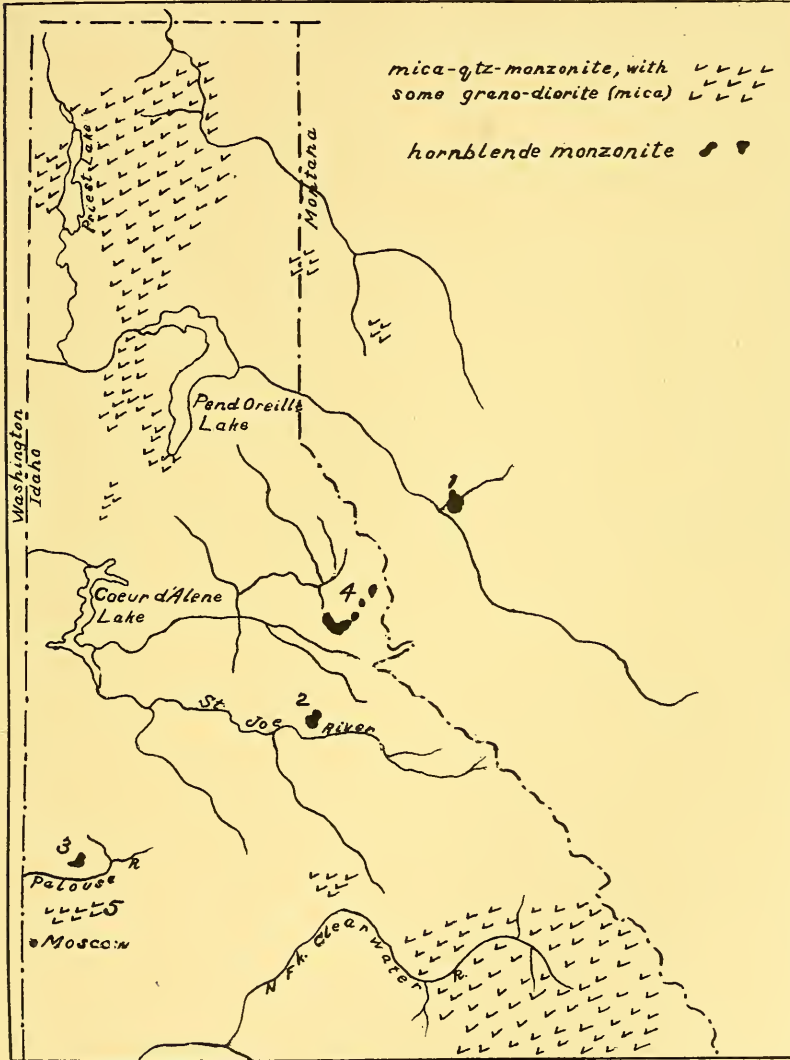 mica-qtz-monzonite, with
some grano-diorite (mica)
hornblende monzonite
Priest Lake
Montana
Pend Oreille
Lake
Washington
Idaho
1
Coeur d'Alene
Lake
4
2
St. Joe River
3
Palouse R
5
Moscow
N Fk. Clearwater R.